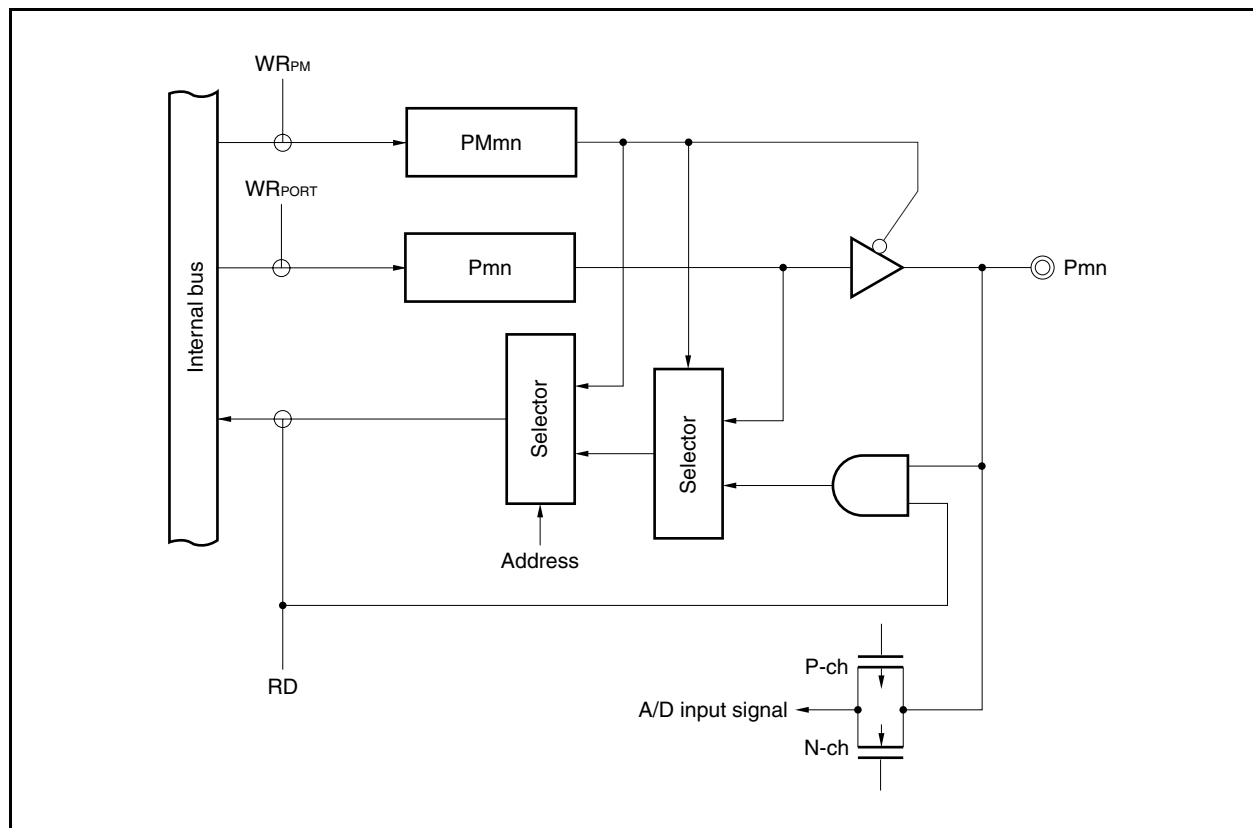 WRPM
PMmn
WRPORT
Pmn
Pmn
Internal bus
Selector
Selector
Address
RD
P-ch
A/D input signal
N-ch